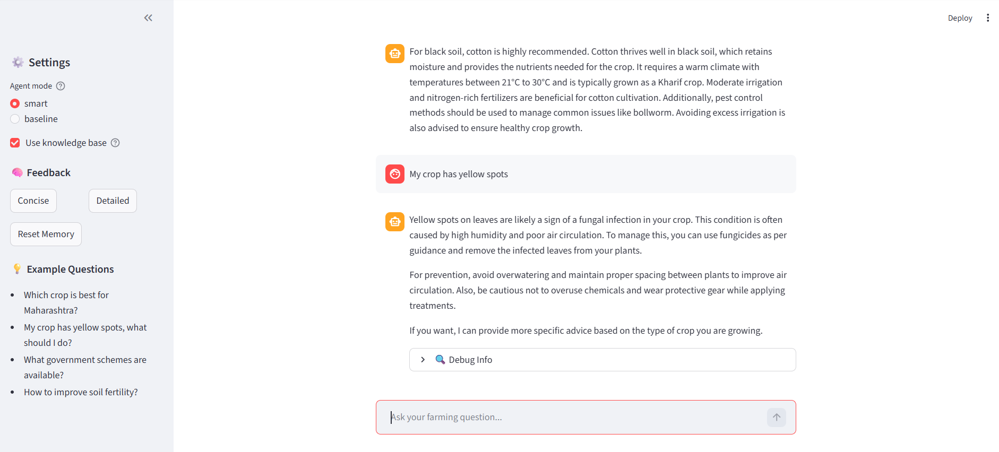 Settings
Agent mode
smart
baseline
Use knowledge base
Feedback
Concise
Detailed
Reset Memory
Example Questions
Which crop is best for
Maharashtra?
My crop has yellow spots, what
should I do?
What government schemes are
available?
How to improve soil fertility?
Deploy
For black soil, cotton is highly recommended. Cotton thrives well in black soil, which retains
moisture and provides the nutrients needed for the crop. It requires a warm climate with
temperatures between 21°C to 30°C and is typically grown as a Kharif crop. Moderate irrigation
and nitrogen-rich fertilizers are beneficial for cotton cultivation. Additionally, pest control
methods should be used to manage common issues like bollworm. Avoiding excess irrigation is
also advised to ensure healthy crop growth.
My crop has yellow spots
Yellow spots on leaves are likely a sign of a fungal infection in your crop. This condition is often
caused by high humidity and poor air circulation. To manage this, you can use fungicides as per
guidance and remove the infected leaves from your plants.
For prevention, avoid overwatering and maintain proper spacing between plants to improve air
circulation. Also, be cautious not to overuse chemicals and wear protective gear while applying
treatments.
If you want, I can provide more specific advice based on the type of crop you are growing.
Debug Info
Ask your farming question...